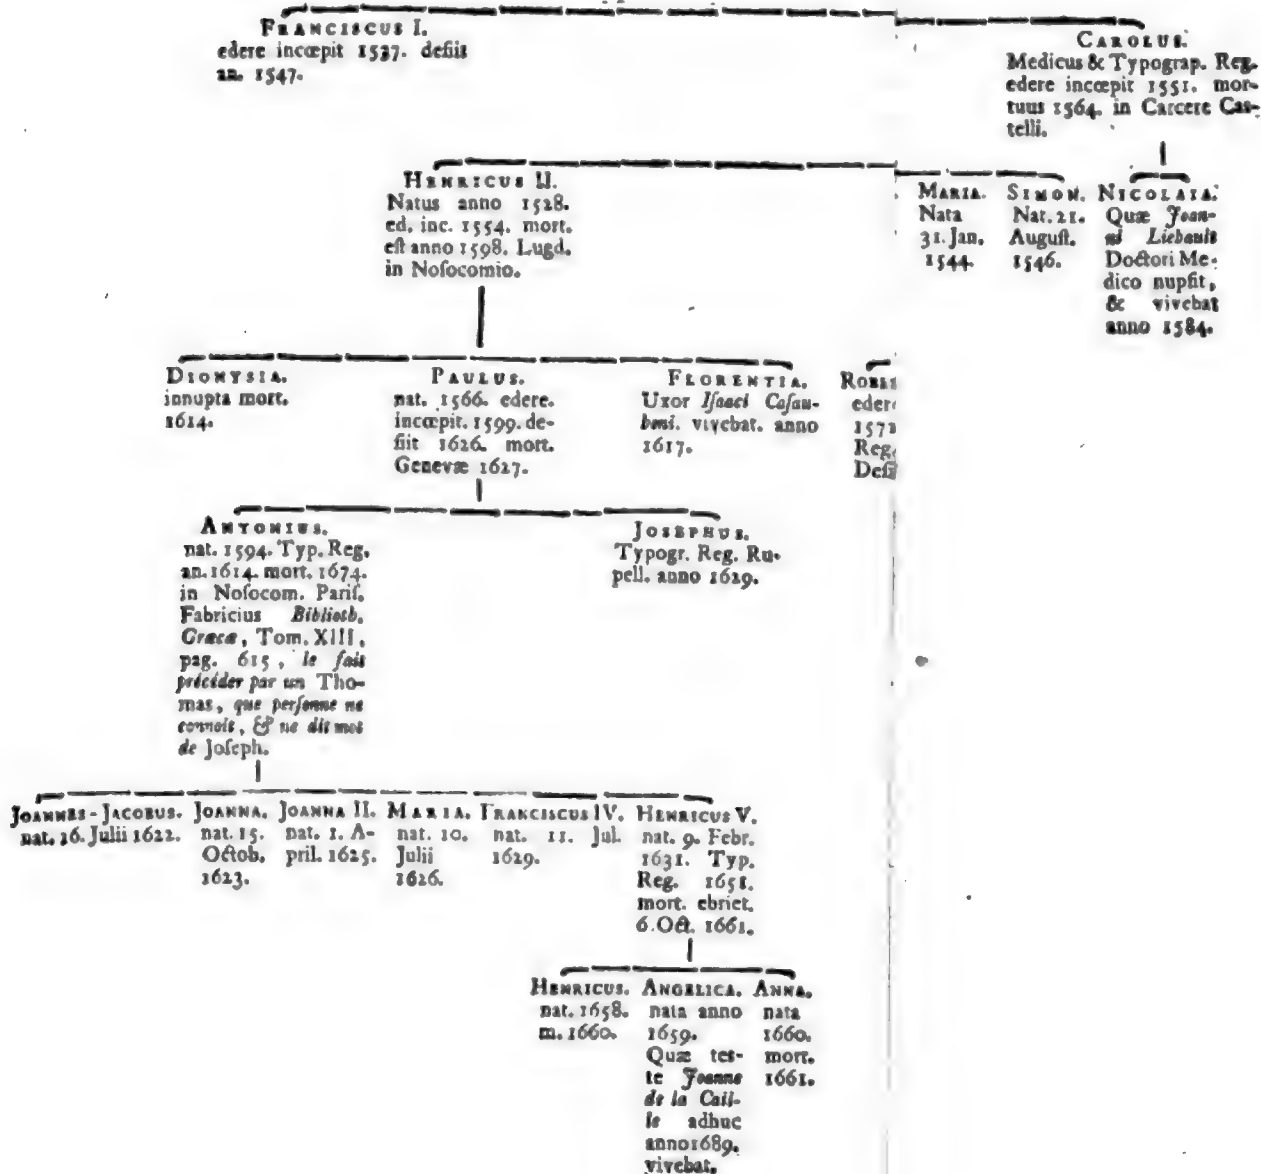 FRANCISCUS I.
edere incœpit 1537. desiit
an. 1547.
CAROLUS.
Medicus & Typograp. Reg.
edere incœpit 1551. mor-
tuus 1564. in Carcere Cas-
telli.
HENRICUS II.
Natus anno 1528.
ed. inc. 1554. mort.
est anno 1598. Lugd.
in Nosocomio.
MARIA.
Nata
31. Jan.
1544.
SIMON.
Nat. 21.
August.
1546.
NICOLAIA.
Quæ Joan-
ni Liebault
Doctori Me-
dico nupsit,
& vivebat
anno 1584.
DIONYSIA.
innupta mort.
1614.
PAULUS.
nat. 1566. edere.
incœpit. 1599. de-
siit 1626. mort.
Genevæ 1627.
FLORENTIA.
Uxor Isaaci Casau-
boni. vivebat. anno
1617.
Reg.
ANTONIUS.
nat. 1594. Typ. Reg.
an. 1614. mort. 1674.
in Nosocom. Paris.
Fabricius Biblioth.
Græcæ, Tom. XIII,
pag. 615, le fait
précéder par un Tho-
mas, que personne ne
connoit, & ne dit mot
de Joseph.
JOSEPHUS.
Typogr. Reg. Ru-
pell. anno 1629.
JOANNES-JACOBUS.
nat. 26. Julii 1622.
JOANNA.
nat. 15.
Octob.
1623.
JOANNA II.
nat. 1. A-
pril. 1625.
MARIA.
nat. 10.
Julii
1626.
FRANCISCUS IV.
nat. 11. Jul.
1629.
HENRICUS V.
nat. 9. Febr.
1631. Typ.
Reg. 1651.
mort. ebriet.
6. Oct. 1661.
HENRICUS.
nat. 1658.
m. 1660.
ANGELICA.
nata anno
1659.
Quæ tes-
te Joanne
de la Cail-
le adhuc
anno 1689.
vivebat.
ANNA.
nata
1660.
mort.
1661.